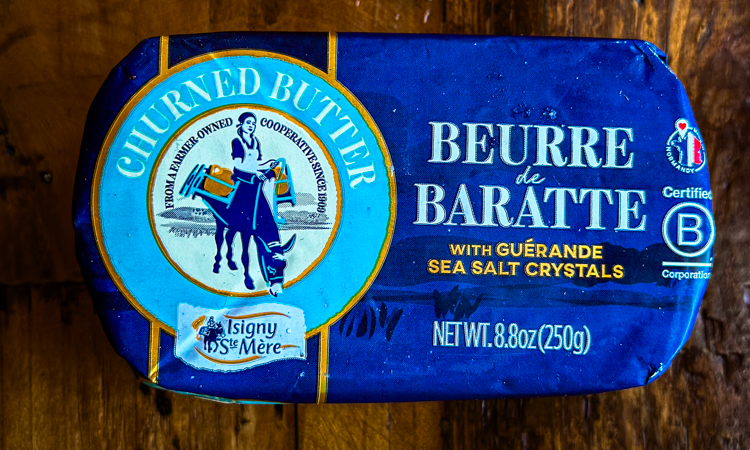 CHURNED BUTTER
FROM A FARMER-OWNED COOPERATIVE SINCE 1909
Isigny
Ste Mère
BEURRE
de
BARATTE
WITH GUÉRANDE
SEA SALT CRYSTALS
NET WT. 8.8oz (250g)
NORMANDY
Certified
B
Corporation